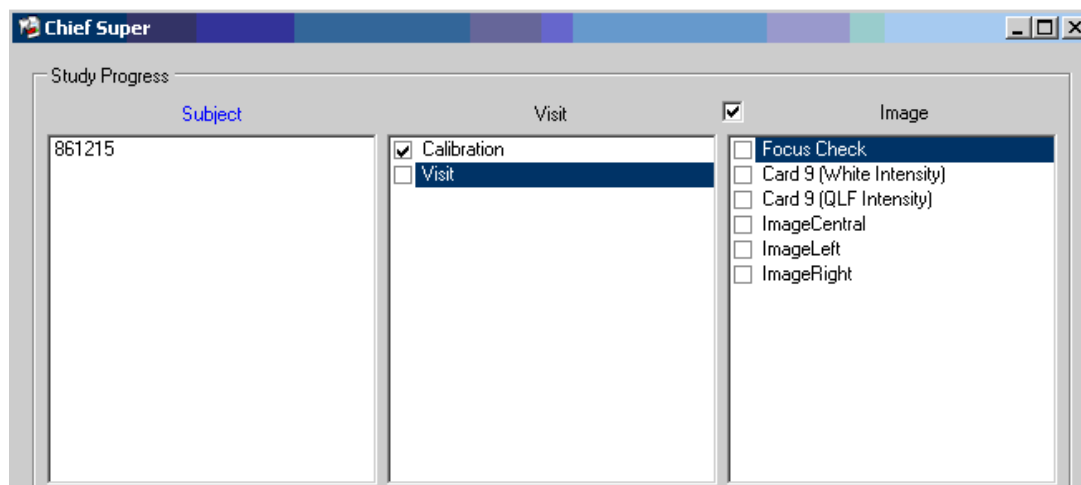 Chief Super
Study Progress
Subject
Visit
Image
861215
Calibration
Visit
Focus Check
Card 9 (White Intensity)
Card 9 (QLF Intensity)
ImageCentral
ImageLeft
ImageRight